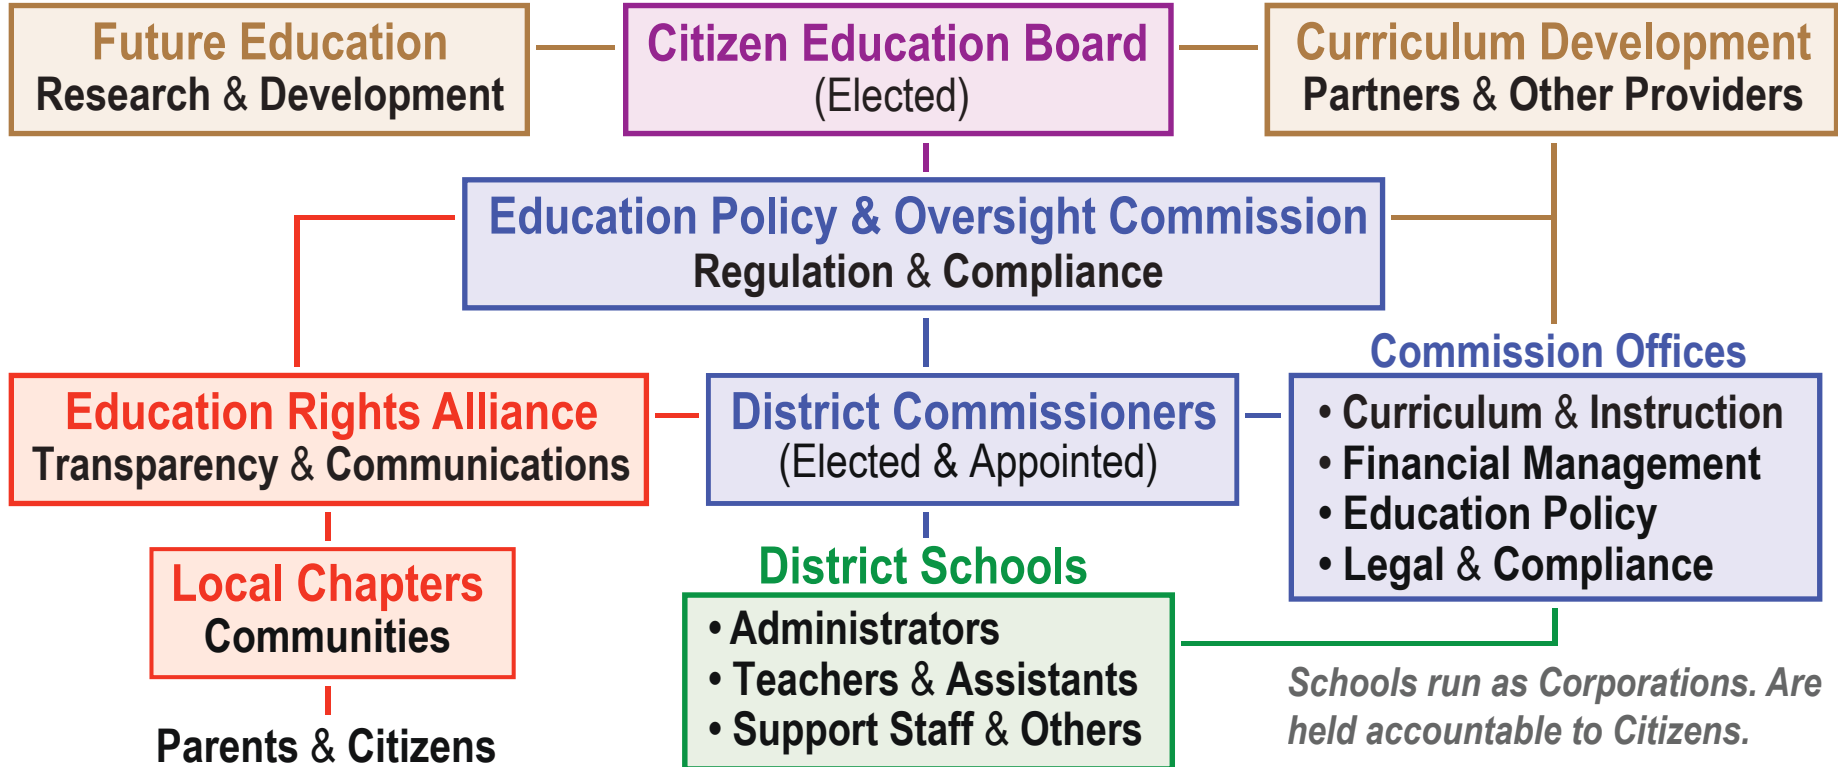 Future Education
Research & Development
Citizen Education Board
(Elected)
Curriculum Development
Partners & Other Providers
Education Policy & Oversight Commission
Regulation & Compliance
Education Rights Alliance
Transparency & Communications
District Commissioners
(Elected & Appointed)
Commission Offices
• Curriculum & Instruction
• Financial Management
• Education Policy
• Legal & Compliance
Local Chapters
Communities
Parents & Citizens
District Schools
• Administrators
• Teachers & Assistants
• Support Staff & Others
Schools run as Corporations. Are
held accountable to Citizens.